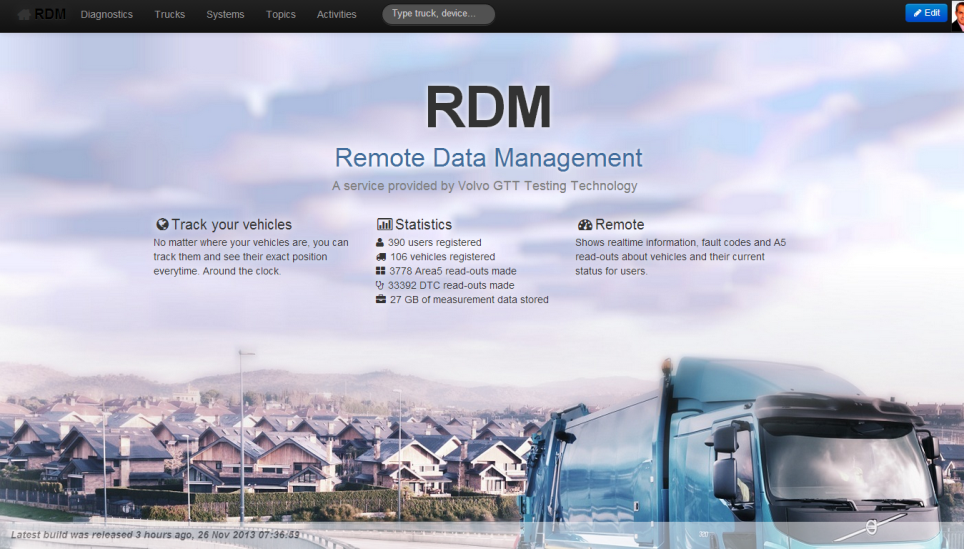 RDM Diagnostics Trucks Systems Topics Activities Type truck, device... Edit
RDM
Remote Data Management
A service provided by Volvo GTT Testing Technology
Track your vehicles
No matter where your vehicles are, you can
track them and see their exact position
everytime. Around the clock.
Statistics
390 users registered
106 vehicles registered
3778 Area5 read-outs made
33392 DTC read-outs made
27 GB of measurement data stored
Remote
Shows realtime information, fault codes and A5
read-outs about vehicles and their current
status for users.
Latest build was released 3 hours ago, 26 Nov 2013 07:36:53